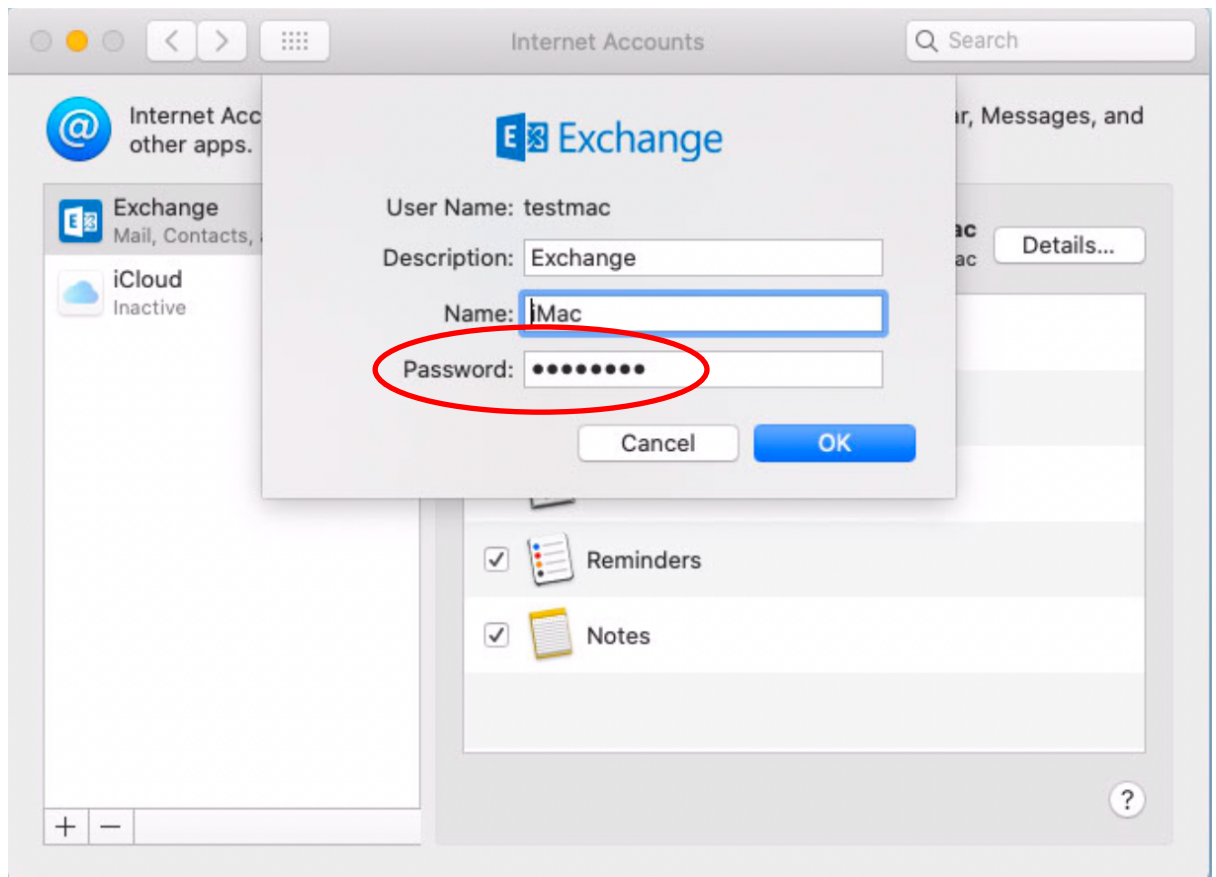 Internet Accounts
Search
Internet Acc
other apps.
r, Messages, and
Exchange
User Name: testmac
Description: Exchange
Name: iMac
Password: ••••••••
Cancel
OK
Exchange
Mail, Contacts,
iCloud
Inactive
ac
ac
Details...
Reminders
Notes
?